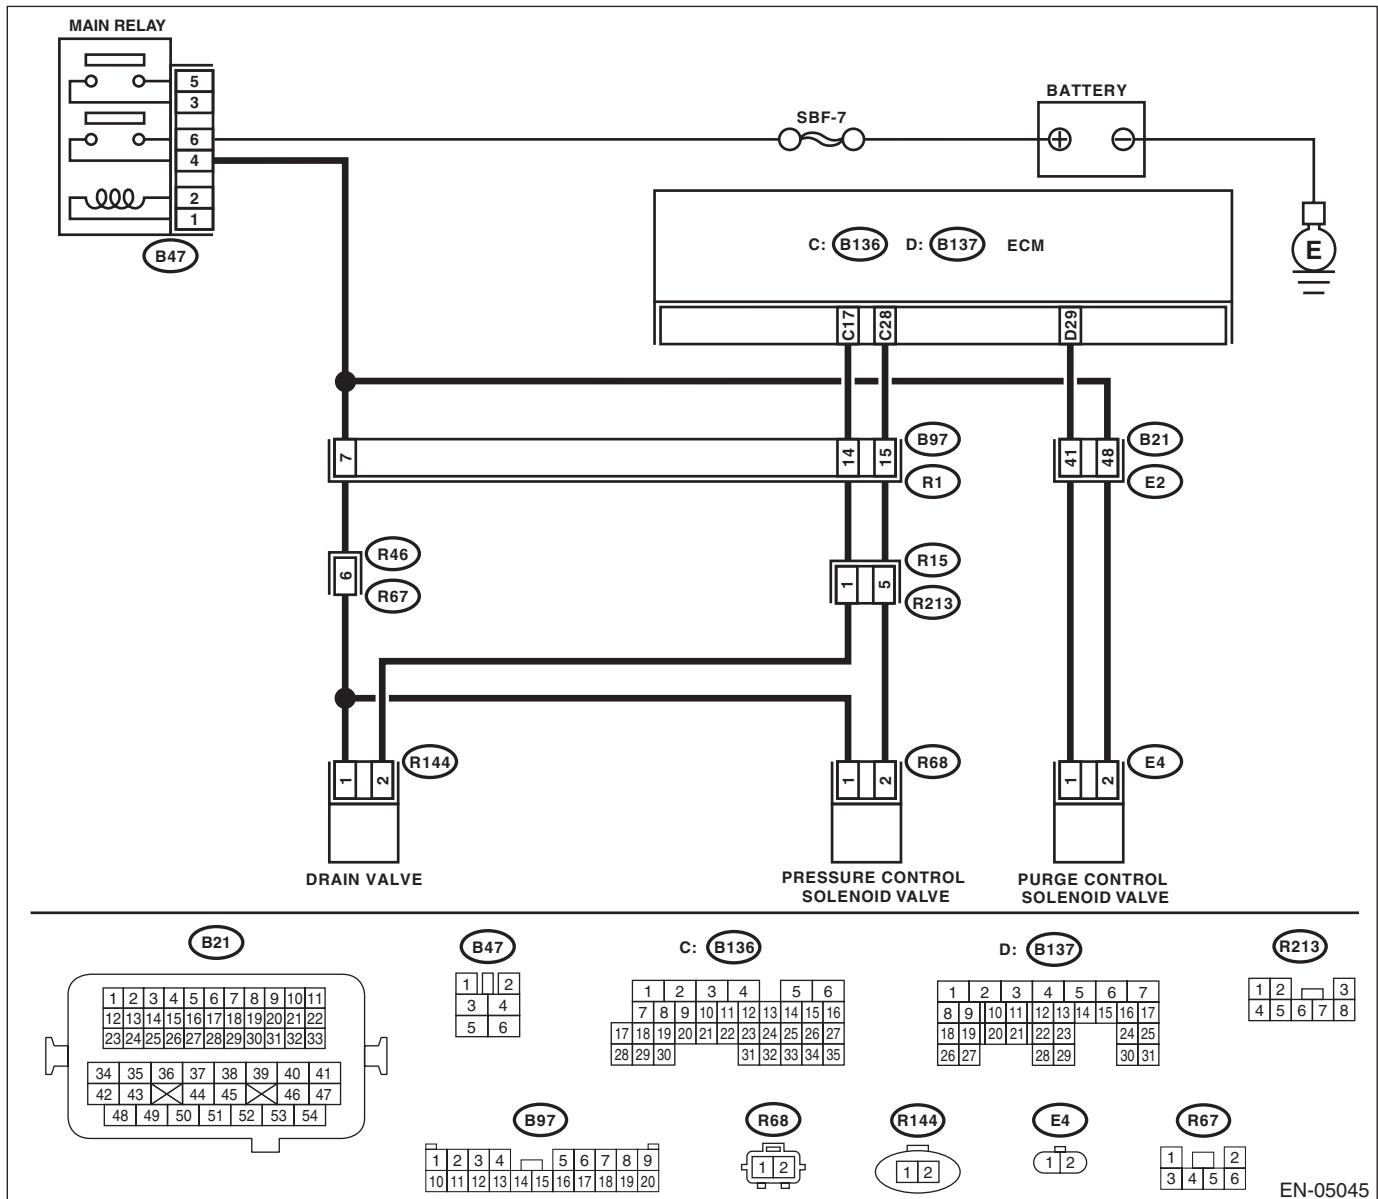 MAIN RELAY
5
3
6
4
2
1
B47
SBF-7
BATTERY
E
C: B136 D: B137 ECM
C17 C28 D29
7 14 15 B97
R1
41 48 B21
E2
6 R46
R67
1 5 R15
R213
1 2 R144
1 2 R68
1 2 E4
DRAIN VALVE
PRESSURE CONTROL
SOLENOID VALVE
PURGE CONTROL
SOLENOID VALVE
B21
1 2 3 4 5 6 7 8 9 10 11
12 13 14 15 16 17 18 19 20 21 22
23 24 25 26 27 28 29 30 31 32 33
34 35 36 37 38 39 40 41
42 43 44 45 46 47
48 49 50 51 52 53 54
B47
1 2
3 4
5 6
C: B136
1 2 3 4 5 6
7 8 9 10 11 12 13 14 15 16
17 18 19 20 21 22 23 24 25 26 27
28 29 30 31 32 33 34 35
D: B137
1 2 3 4 5 6 7
8 9 10 11 12 13 14 15 16 17
18 19 20 21 22 23 24 25
26 27 28 29 30 31
R213
1 2 3
4 5 6 7 8
B97
1 2 3 4 5 6 7 8 9
10 11 12 13 14 15 16 17 18 19 20
R68
1 2
R144
1 2
E4
1 2
R67
1 2
3 4 5 6
EN-05045